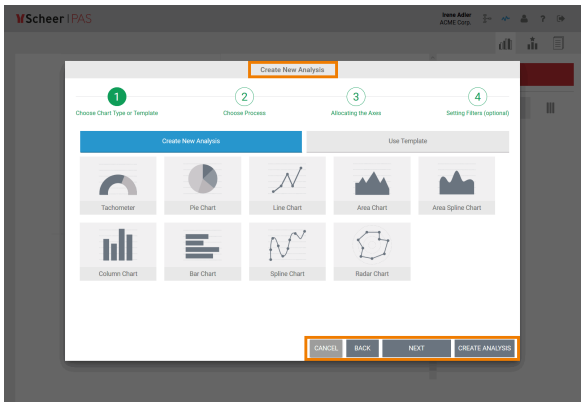 Scheer IPAS
Irene Adler
ACME Corp.
?
Create New Analysis
1
2
3
4
Choose Chart Type or Template
Choose Process
Allocating the Axes
Setting Filters (optional)
Create New Analysis
Use Template
Tachometer
Pie Chart
Line Chart
Area Chart
Area Spline Chart
Column Chart
Bar Chart
Spline Chart
Radar Chart
CANCEL
BACK
NEXT
CREATE ANALYSIS